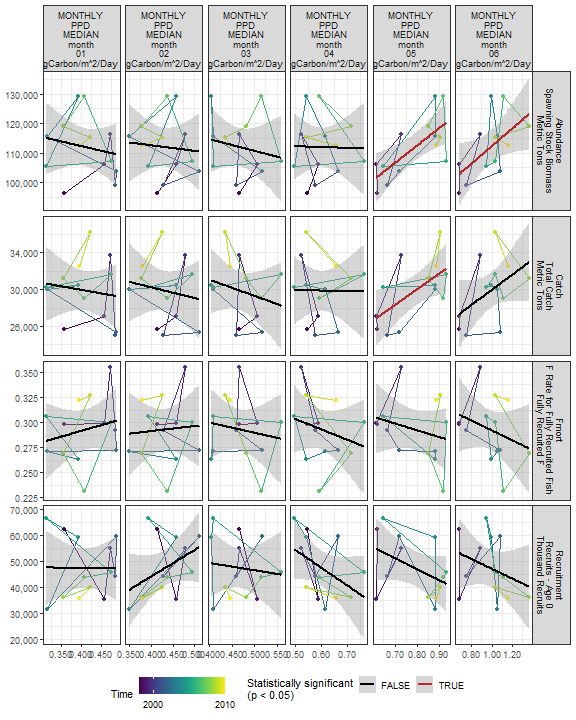 MONTHLY
PPD
MEDIAN
month
01
gCarbon/m^2/Day
MONTHLY
PPD
MEDIAN
month
02
gCarbon/m^2/Day
MONTHLY
PPD
MEDIAN
month
03
gCarbon/m^2/Day
MONTHLY
PPD
MEDIAN
month
04
gCarbon/m^2/Day
MONTHLY
PPD
MEDIAN
month
05
gCarbon/m^2/Day
MONTHLY
PPD
MEDIAN
month
06
gCarbon/m^2/Day
130,000
120,000
110,000
100,000
Abundance
Spawning Stock Biomass
Metric Tons
34,000
30,000
26,000
Catch
Total Catch
Metric Tons
0.350
0.325
0.300
0.275
0.250
0.225
Fmort
F Rate for Fully Recruited Fish
Fully Recruited F
70,000
60,000
50,000
40,000
30,000
20,000
Recruitment
Recruits - Age 0
Thousand Recruits
0.350 0.400 0.450
0.350 0.400 0.450 0.500
0.450 0.500 0.550
0.50 0.60 0.70
0.70 0.80 0.90
0.80 1.00 1.20
Time
2000 2010
Statistically significant
(p < 0.05)
FALSE
TRUE